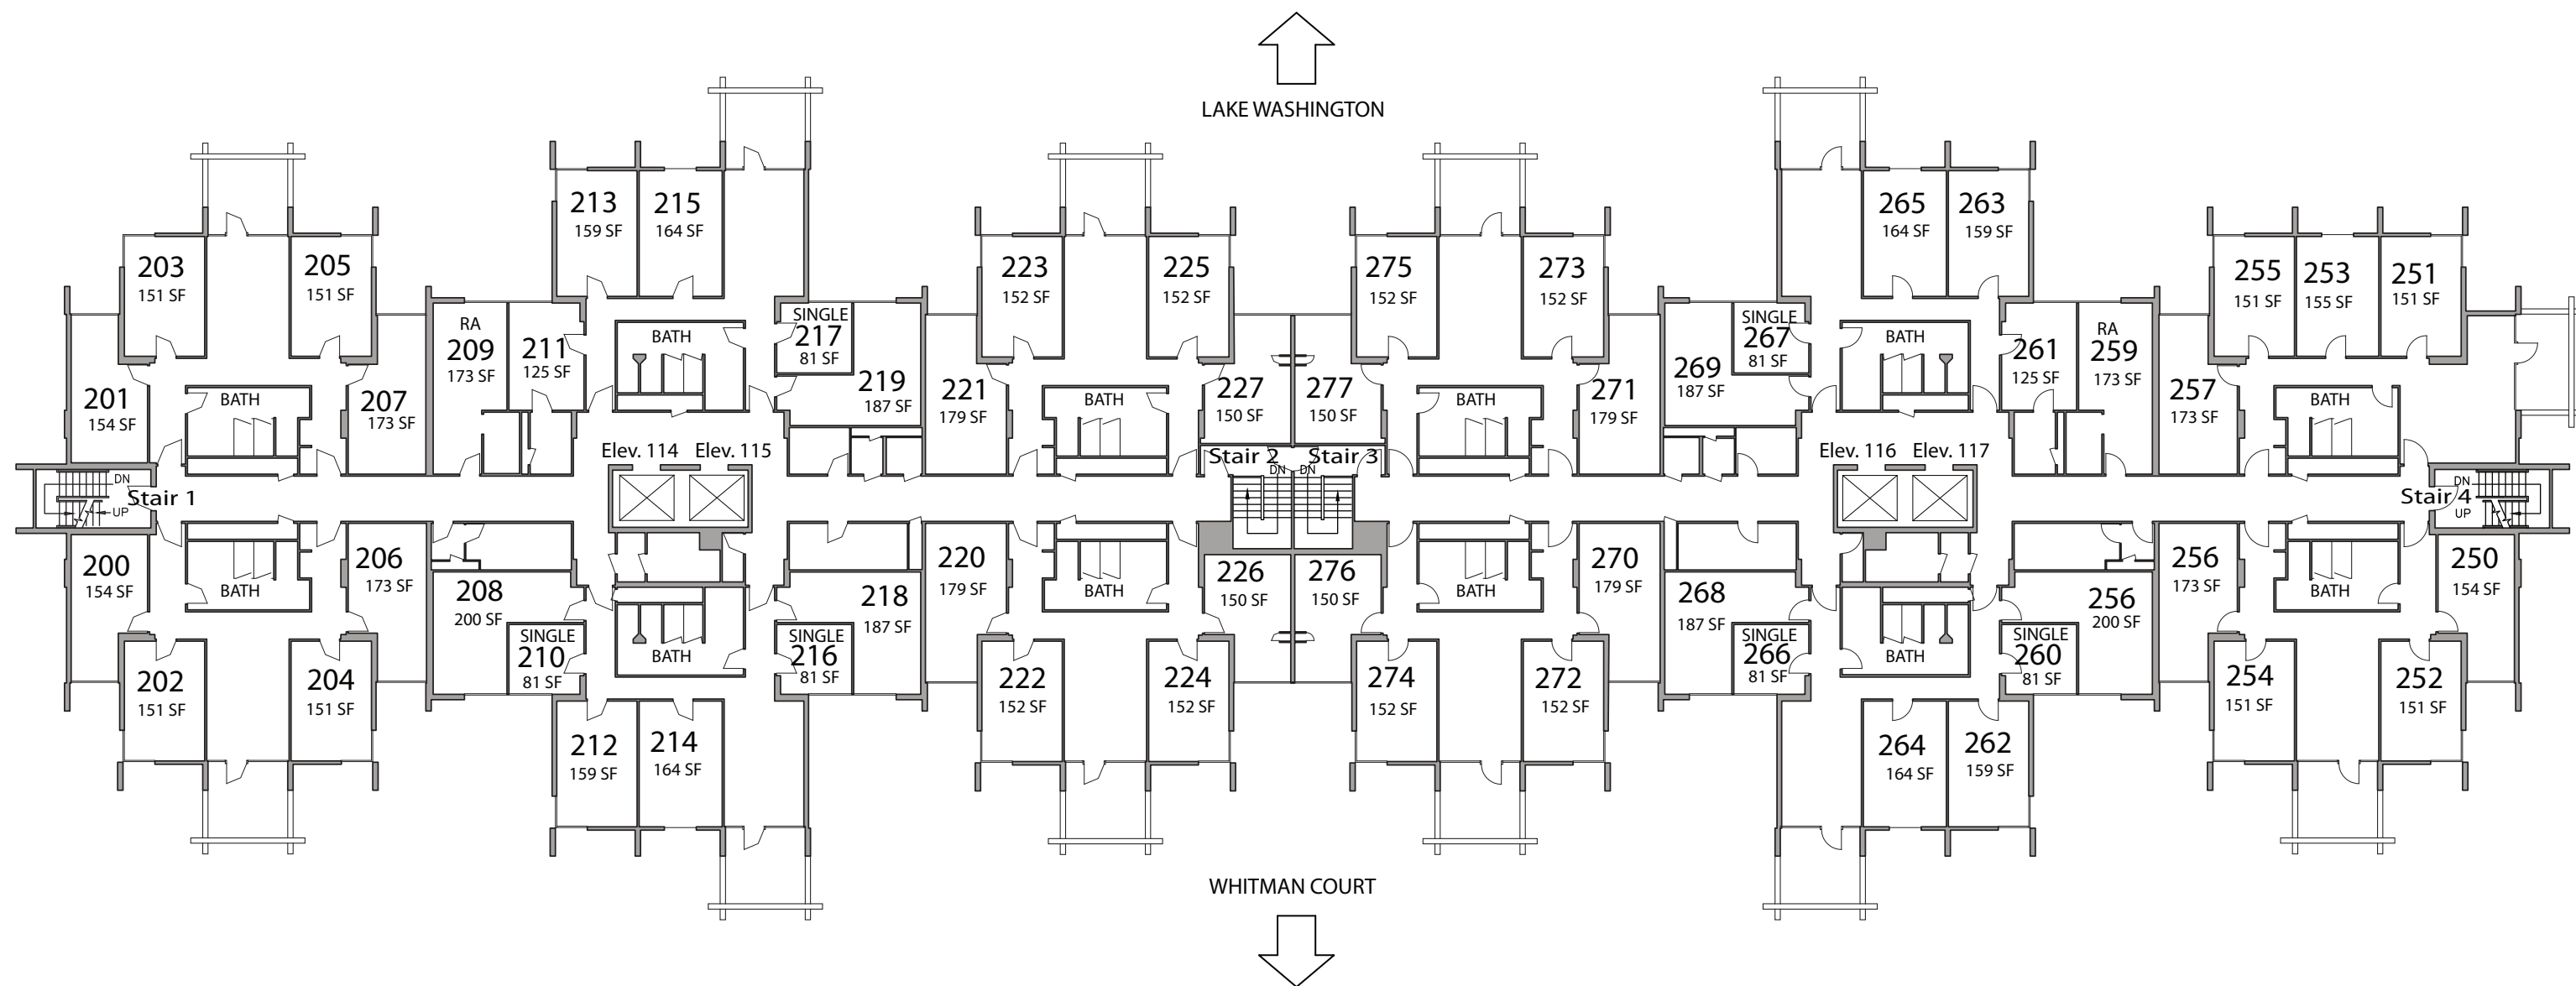 LAKE WASHINGTON
203
151 SF
205
151 SF
201
154 SF
BATH
207
173 SF
RA
209
173 SF
211
125 SF
213
159 SF
215
164 SF
BATH
SINGLE
217
81 SF
219
187 SF
221
179 SF
223
152 SF
225
152 SF
BATH
227
150 SF
277
150 SF
275
152 SF
273
152 SF
BATH
271
179 SF
269
187 SF
SINGLE
267
81 SF
265
164 SF
263
159 SF
BATH
261
125 SF
RA
259
173 SF
257
173 SF
255
151 SF
253
155 SF
251
151 SF
BATH
Stair 1
DN
UP
Elev. 114
Elev. 115
Stair 2
DN
DN
Stair 3
Elev. 116
Elev. 117
Stair 4
DN
UP
200
154 SF
BATH
206
173 SF
202
151 SF
204
151 SF
208
200 SF
SINGLE
210
81 SF
212
159 SF
214
164 SF
BATH
SINGLE
216
81 SF
218
187 SF
220
179 SF
BATH
222
152 SF
224
152 SF
226
150 SF
276
150 SF
BATH
274
152 SF
272
152 SF
270
179 SF
268
187 SF
SINGLE
266
81 SF
BATH
264
164 SF
262
159 SF
SINGLE
260
81 SF
256
200 SF
256
173 SF
BATH
254
151 SF
252
151 SF
250
154 SF
WHITMAN COURT